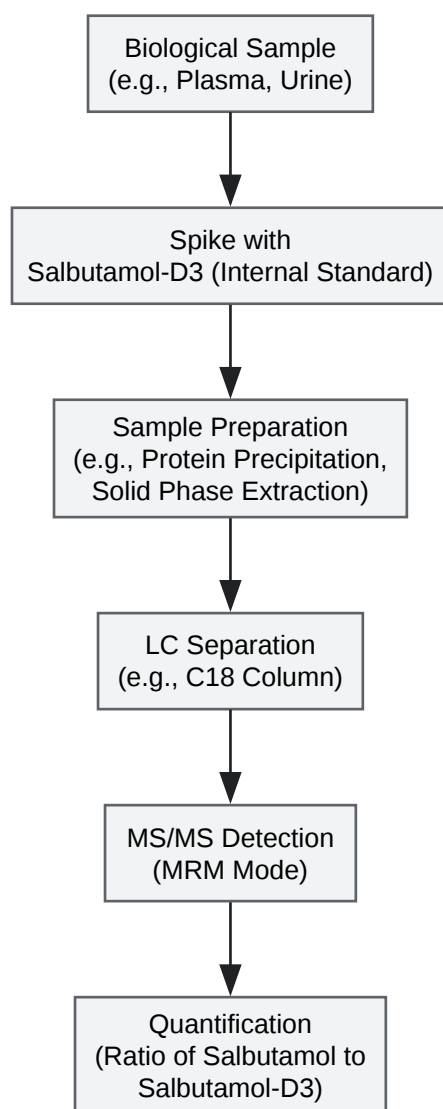 Biological Sample
(e.g., Plasma, Urine)
Spike with
Salbutamol-D3 (Internal Standard)
Sample Preparation
(e.g., Protein Precipitation,
Solid Phase Extraction)
LC Separation
(e.g., C18 Column)
MS/MS Detection
(MRM Mode)
Quantification
(Ratio of Salbutamol to
Salbutamol-D3)